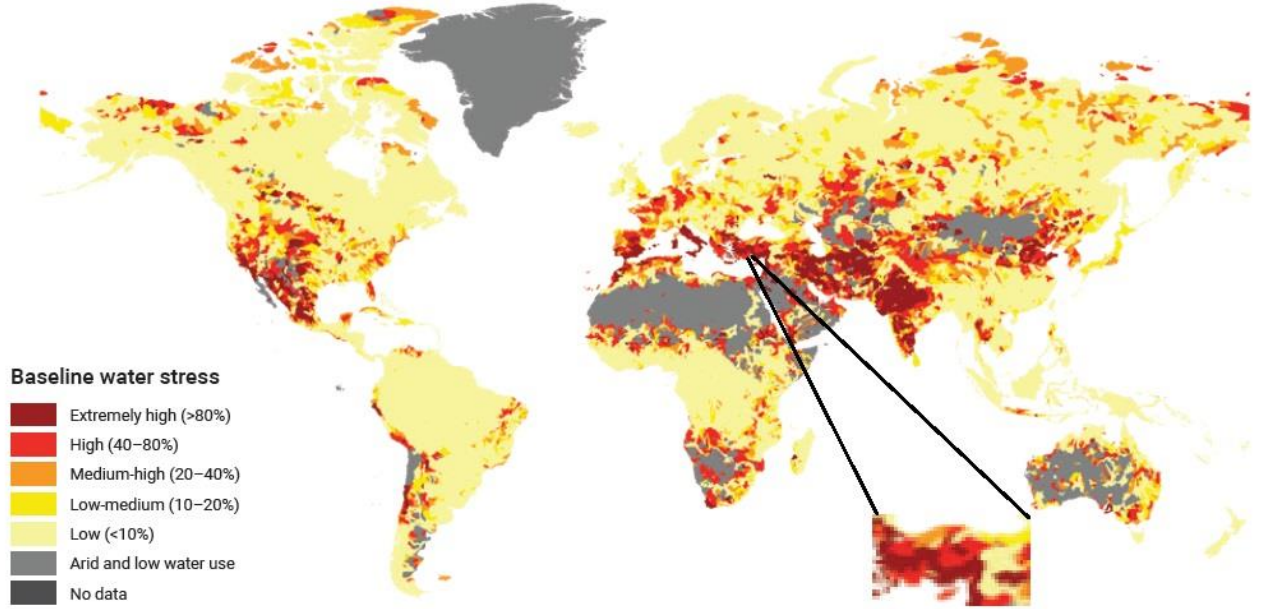 Baseline water stress
Extremely high (>80%)
High (40–80%)
Medium-high (20–40%)
Low-medium (10–20%)
Low (<10%)
Arid and low water use
No data